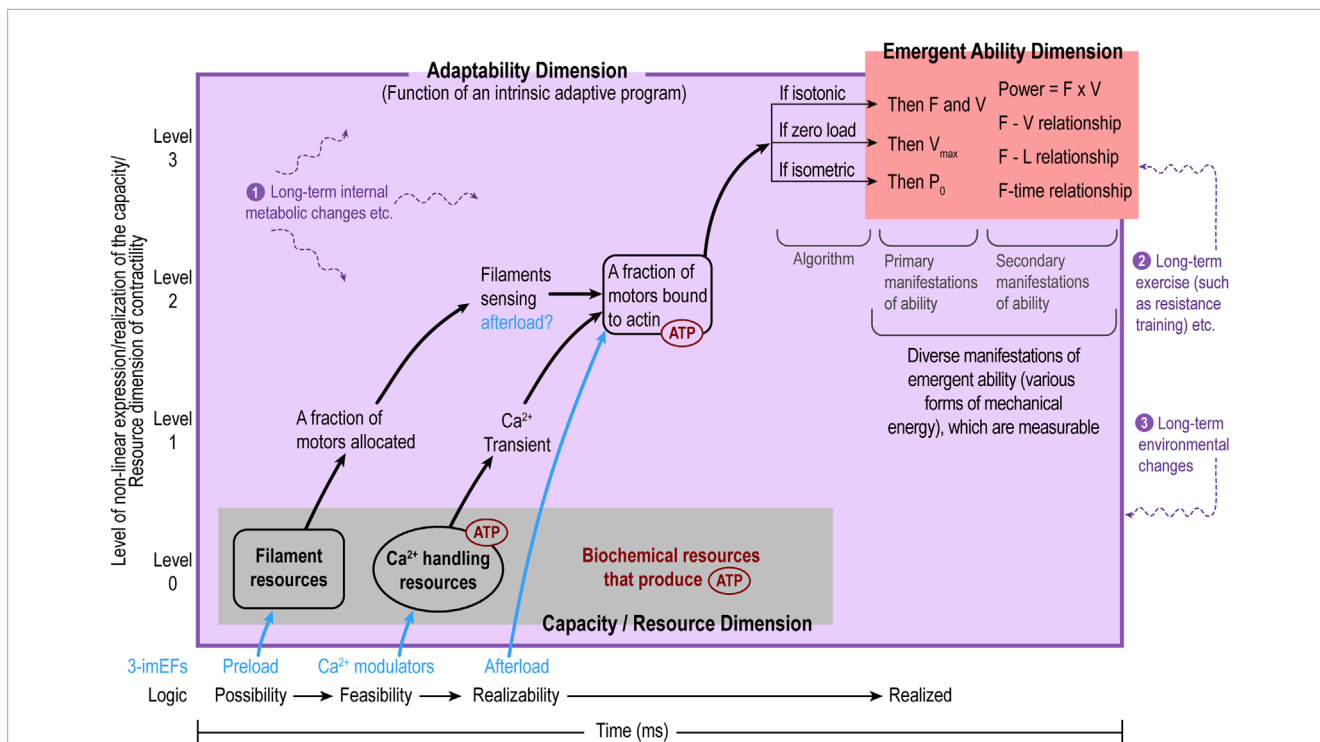 Emergent Ability Dimension
Adaptability Dimension
(Function of an intrinsic adaptive program)
Level of non-linear expression/realization of the capacity/
Resource dimension of contractility
Level
3
Level
2
Level
1
Level
0
1 Long-term internal
metabolic changes etc.
If isotonic
If zero load
If isometric
Then F and V
Then Vmax
Then P0
Power = F x V
F - V relationship
F - L relationship
F-time relationship
Algorithm
Primary
manifestations
of ability
Secondary
manifestations
of ability
Diverse manifestations of
emergent ability (various
forms of mechanical
energy), which are measurable
2 Long-term
exercise (such
as resistance
training) etc.
3 Long-term
environmental
changes
Filaments
sensing
afterload?
A fraction of
motors bound
to actin
ATP
A fraction of
motors allocated
Ca2+
Transient
Filament
resources
ATP
Ca2+ handling
resources
Biochemical resources
that produce ATP
Capacity / Resource Dimension
3-imEFs Preload Ca2+ modulators Afterload
Logic Possibility Feasibility Realizability Realized
Time (ms)